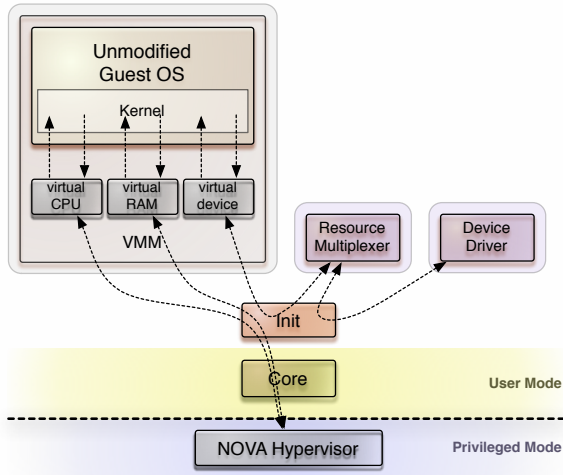 Unmodified
Guest OS
Kernel
virtual
CPU
virtual
RAM
virtual
device
VMM
Resource
Multiplexer
Device
Driver
Init
Core
User Mode
NOVA Hypervisor
Privileged Mode